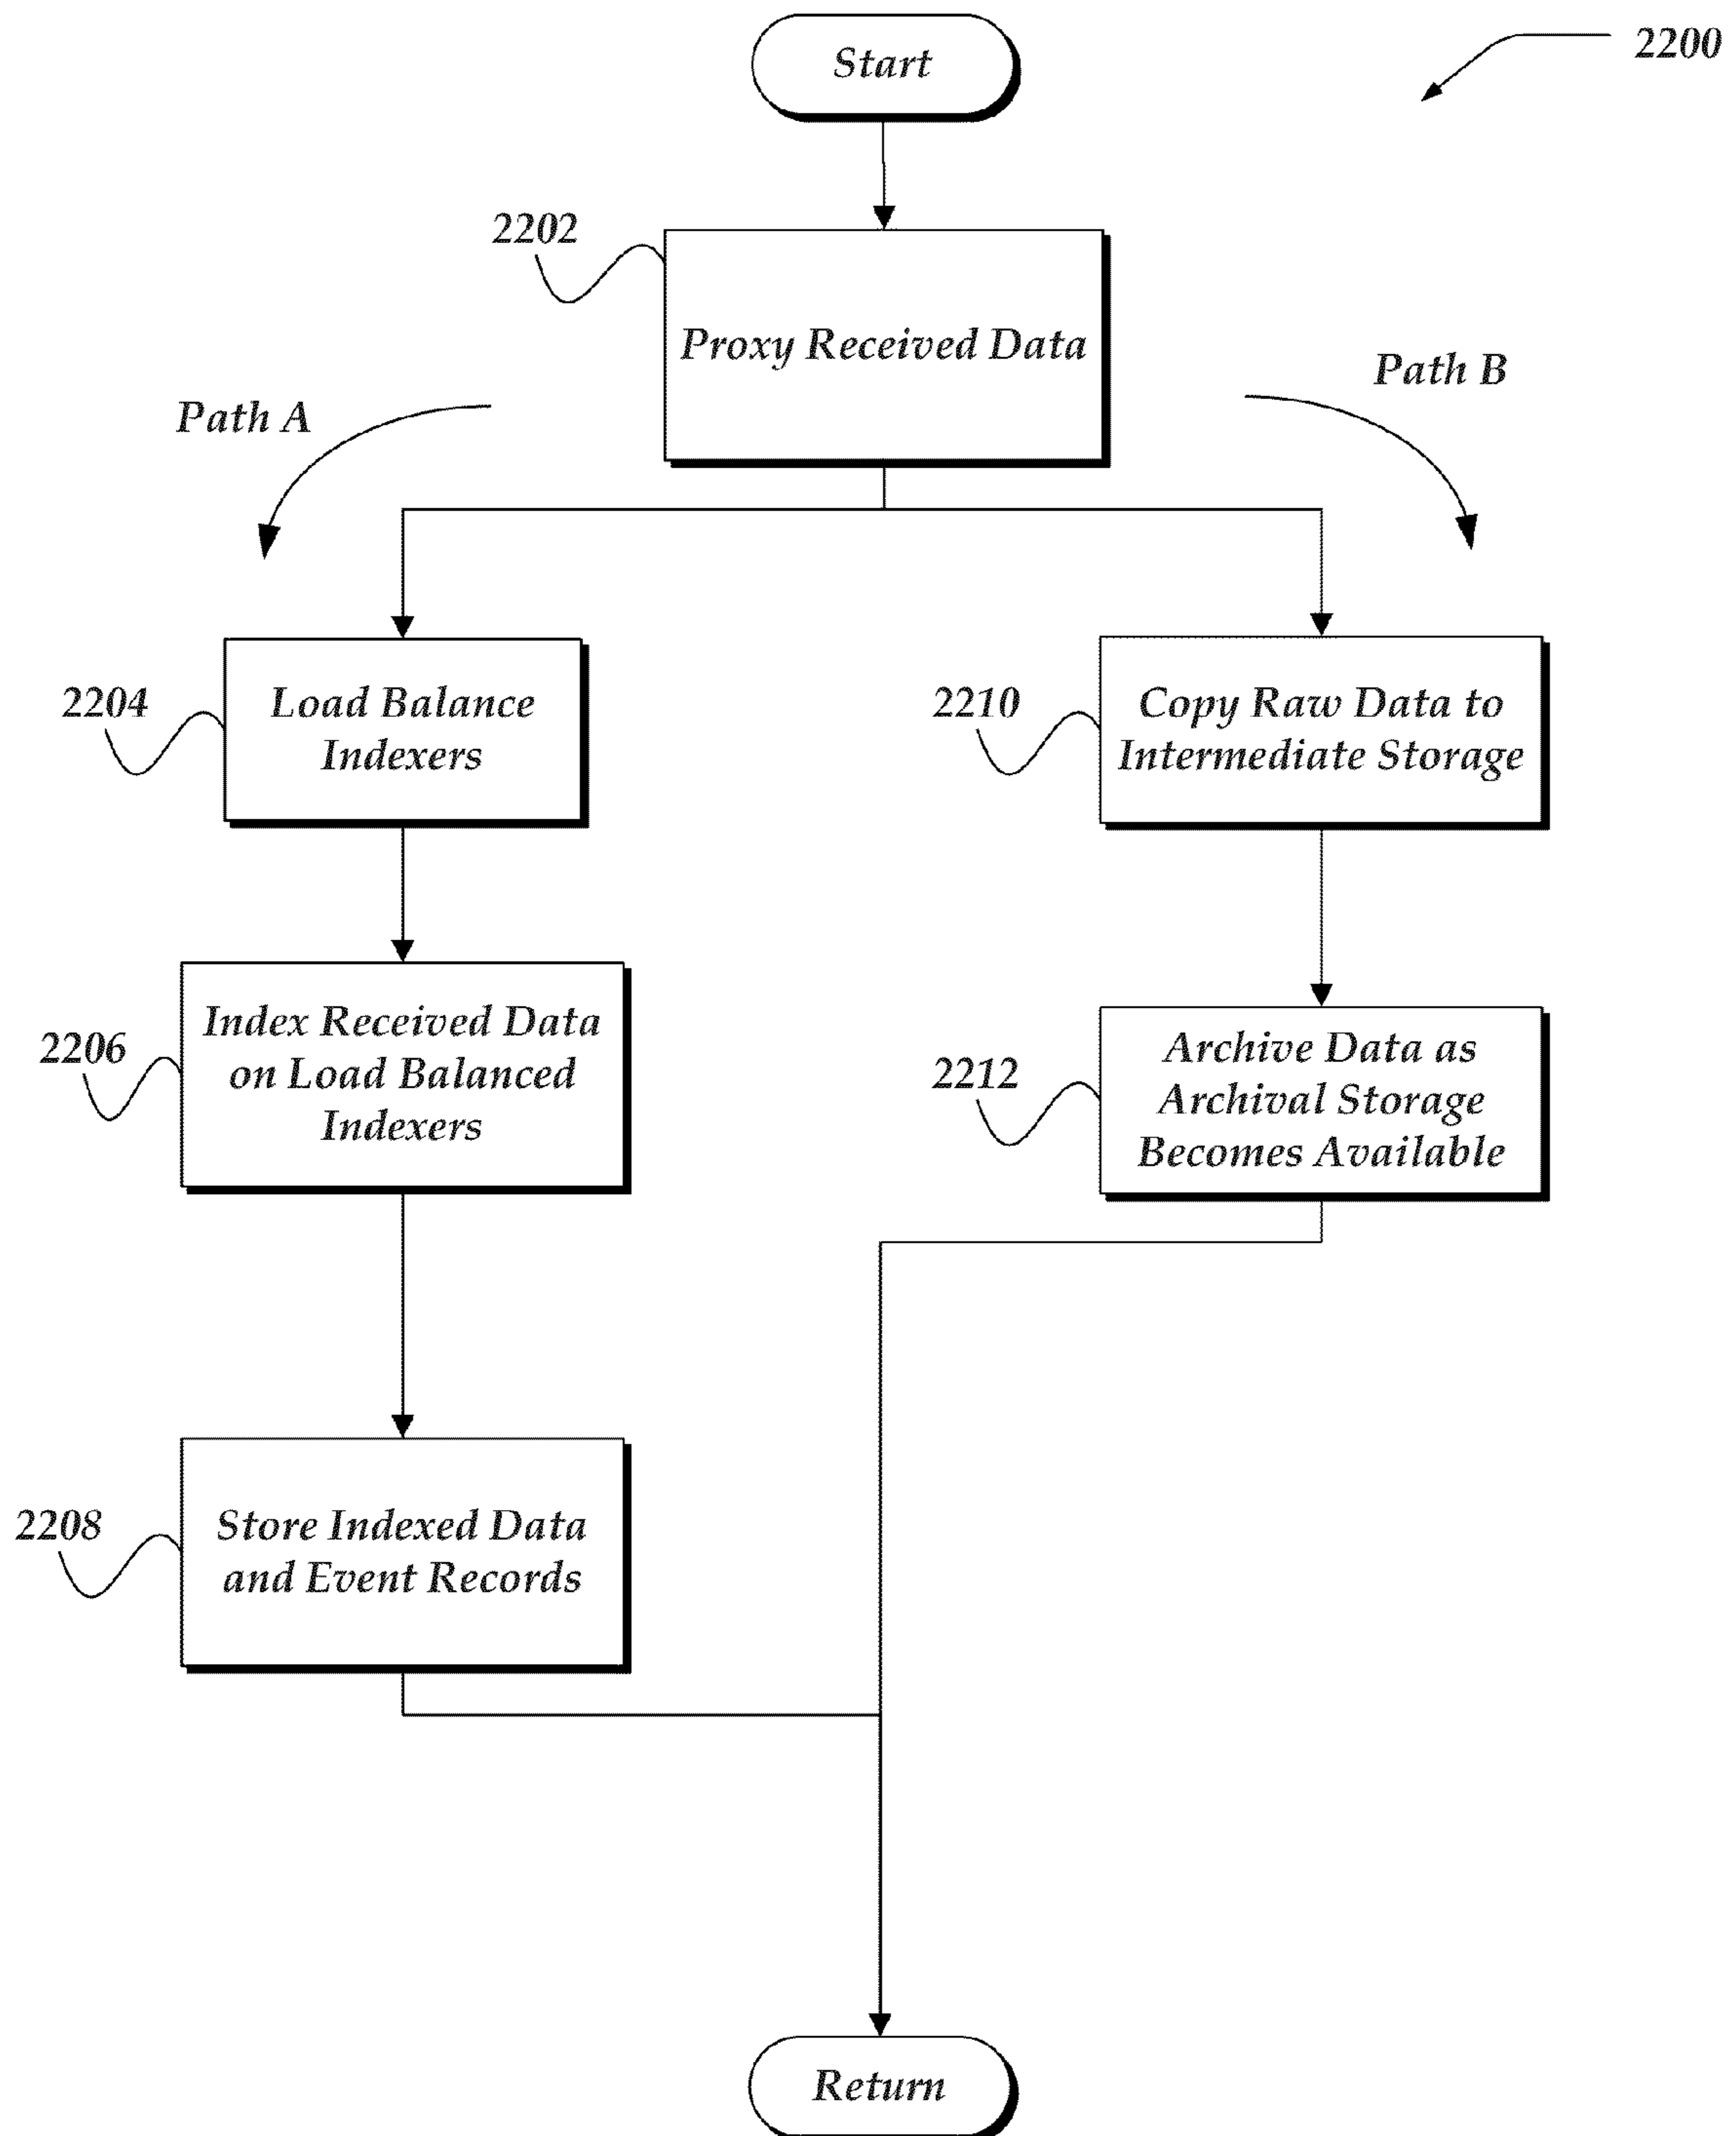 Start
2200
2202
Proxy Received Data
Path A
Path B
2204
Load Balance
Indexers
2210
Copy Raw Data to
Intermediate Storage
2206
Index Received Data
on Load Balanced
Indexers
2212
Archive Data as
Archival Storage
Becomes Available
2208
Store Indexed Data
and Event Records
Return